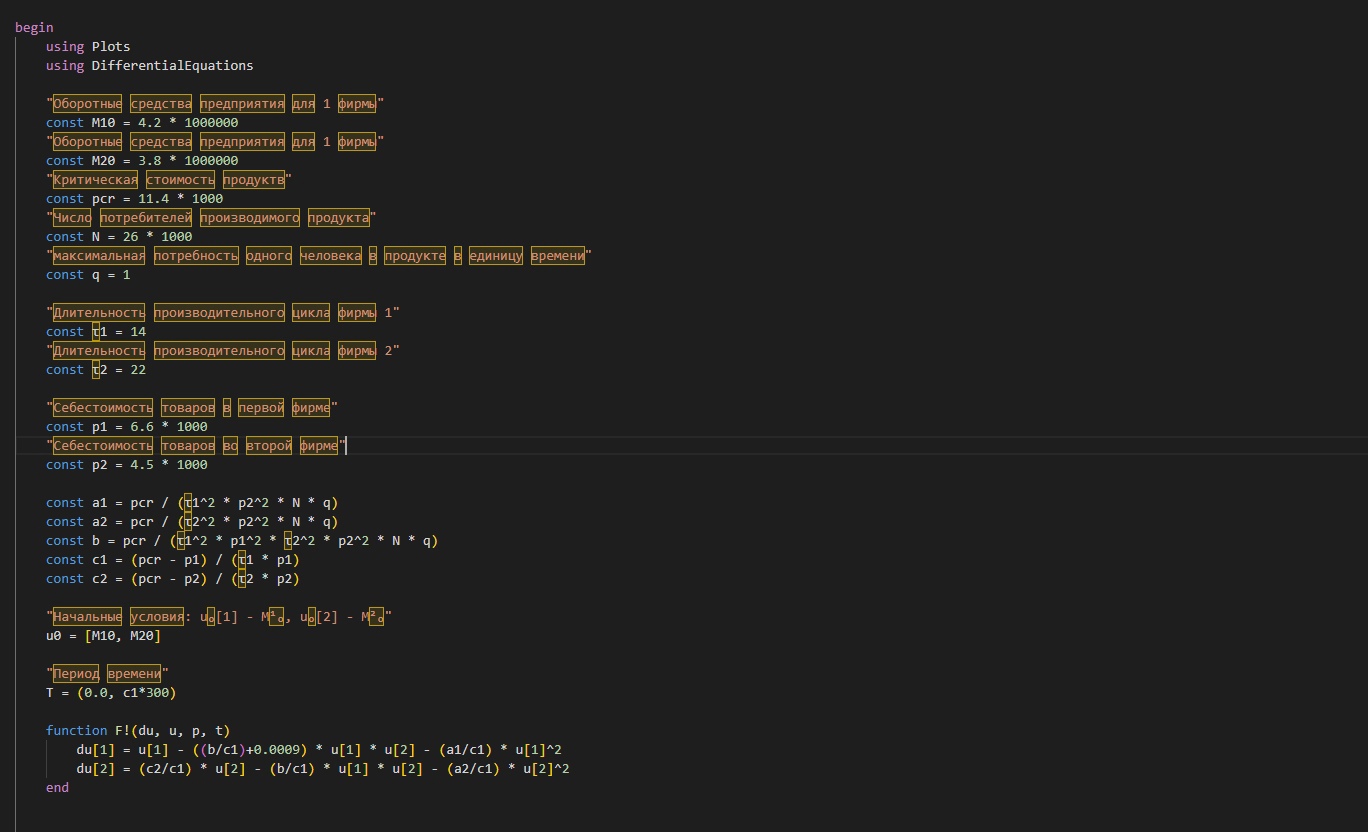 begin
using Plots
using DifferentialEquations
"Оборотные средства предприятия для 1 фирмы"
const M10 = 4.2 * 1000000
"Оборотные средства предприятия для 1 фирмы"
const M20 = 3.8 * 1000000
"Критическая стоимость продуктв"
const pcr = 11.4 * 1000
"Число потребителей производимого продукта"
const N = 26 * 1000
"максимальная потребность одного человека в продукте в единицу времени"
const q = 1
"Длительность производительного цикла фирмы 1"
const τ1 = 14
"Длительность производительного цикла фирмы 2"
const τ2 = 22
"Себестоимость товаров в первой фирме"
const p1 = 6.6 * 1000
"Себестоимость товаров во второй фирме"
const p2 = 4.5 * 1000
const a1 = pcr / (τ1^2 * p2^2 * N * q)
const a2 = pcr / (τ2^2 * p2^2 * N * q)
const b = pcr / (τ1^2 * p1^2 * τ2^2 * p2^2 * N * q)
const c1 = (pcr - p1) / (τ1 * p1)
const c2 = (pcr - p2) / (τ2 * p2)
"Начальные условия: u₀[1] - M¹₀, u₀[2] - M²₀"
u0 = [M10, M20]
"Период времени"
T = (0.0, c1*300)
function F!(du, u, p, t)
du[1] = u[1] - ((b/c1)+0.0009) * u[1] * u[2] - (a1/c1) * u[1]^2
du[2] = (c2/c1) * u[2] - (b/c1) * u[1] * u[2] - (a2/c1) * u[2]^2
end